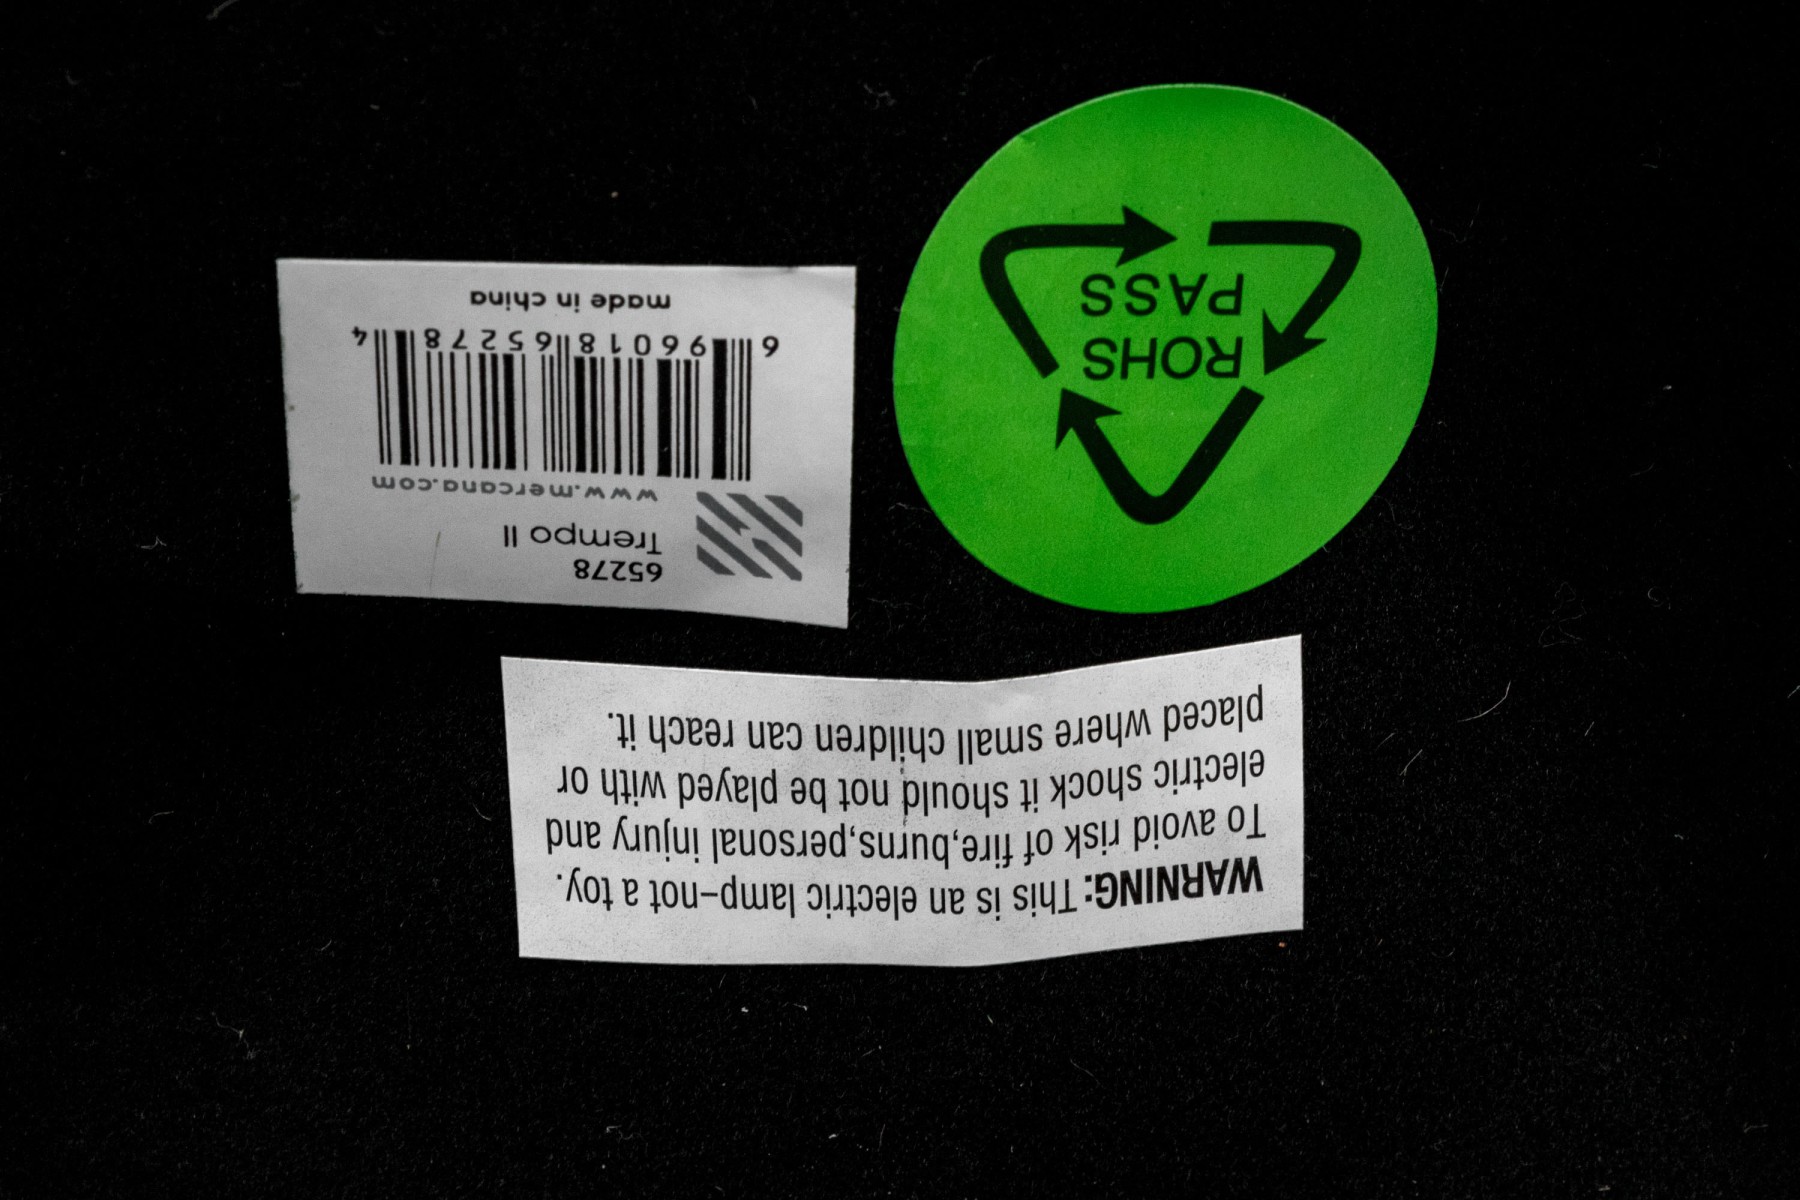 WARNING: This is an electric lamp-not a toy.
To avoid risk of fire,burns,personal injury and
electric shock it should not be played with or
placed where small children can reach it.
ROHS
PASS
65278
Trempo II
www.mercana.com
6 96018 65278 4
made in china